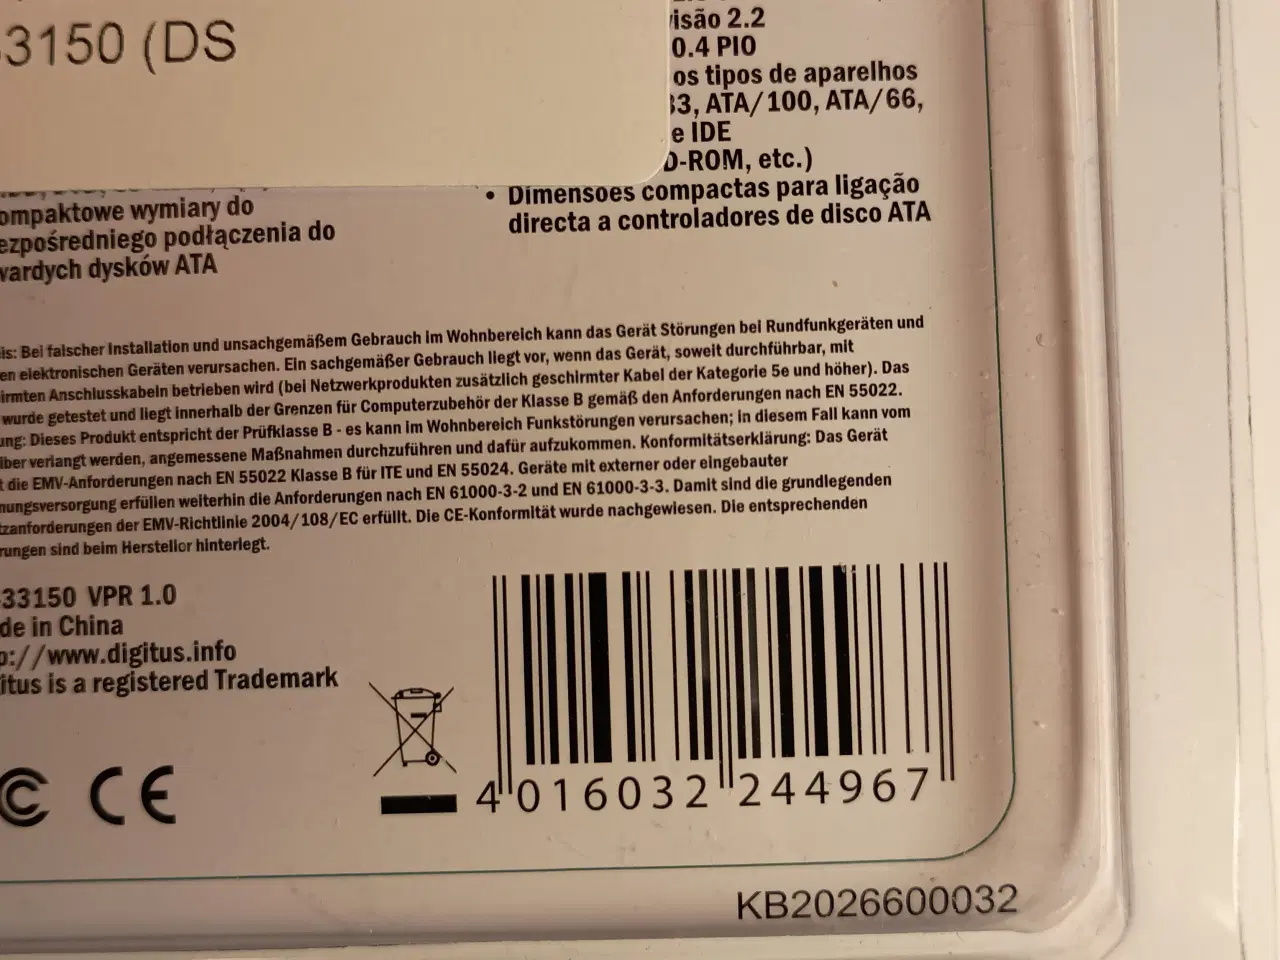 33150 (DS
isão 2.2
0.4 PIO
os tipos de aparelhos
33, ATA/100, ATA/66,
e IDE
D-ROM, etc.)
• Dimensões compactas para ligação
directa a controladores de disco ATA
ompaktowe wymiary do
ezpośredniego podłączenia do
wardych dysków ATA
is: Bei falscher Installation und unsachgemäßem Gebrauch im Wohnbereich kann das Gerät Störungen bei Rundfunkgeräten und
en elektronischen Geräten verursachen. Ein sachgemäßer Gebrauch liegt vor, wenn das Gerät, soweit durchführbar, mit
irmten Anschlusskabeln betrieben wird (bei Netzwerkprodukten zusätzlich geschirmter Kabel der Kategorie 5e und höher). Das
wurde getestet und liegt innerhalb der Grenzen für Computerzubehör der Klasse B gemäß den Anforderungen nach EN 55022.
ung: Dieses Produkt entspricht der Prüfklasse B - es kann im Wohnbereich Funkstörungen verursachen; in diesem Fall kann vom
iber verlangt werden, angemessene Maßnahmen durchzuführen und dafür aufzukommen. Konformitätserklärung: Das Gerät
t die EMV-Anforderungen nach EN 55022 Klasse B für ITE und EN 55024. Geräte mit externer oder eingebauter
nungsversorgung erfüllen weiterhin die Anforderungen nach EN 61000-3-2 und EN 61000-3-3. Damit sind die grundlegenden
tzanforderungen der EMV-Richtlinie 2004/108/EC erfüllt. Die CE-Konformität wurde nachgewiesen. Die entsprechenden
rungen sind beim Hersteller hinterlegt.
33150 VPR 1.0
de in China
p://www.digitus.info
itus is a registered Trademark
C CE
4 016032 244967
KB2026600032